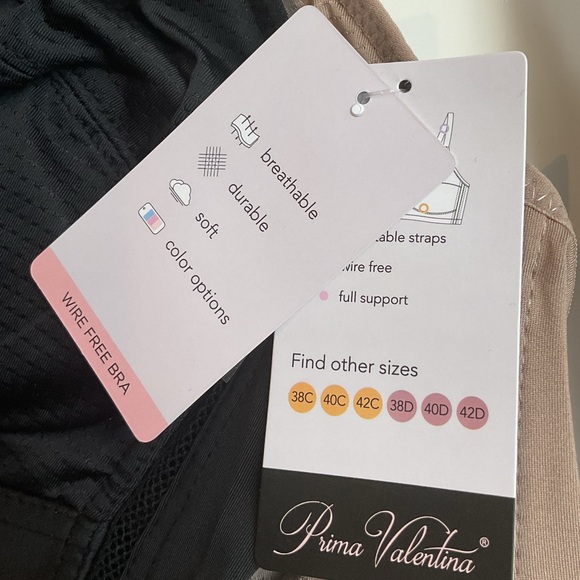 breathable
durable
soft
color options
WIRE FREE BRA
straps
wire free
full support
Find other sizes
38C 40C 42C 38D 40D 42D
Prima Valentina®